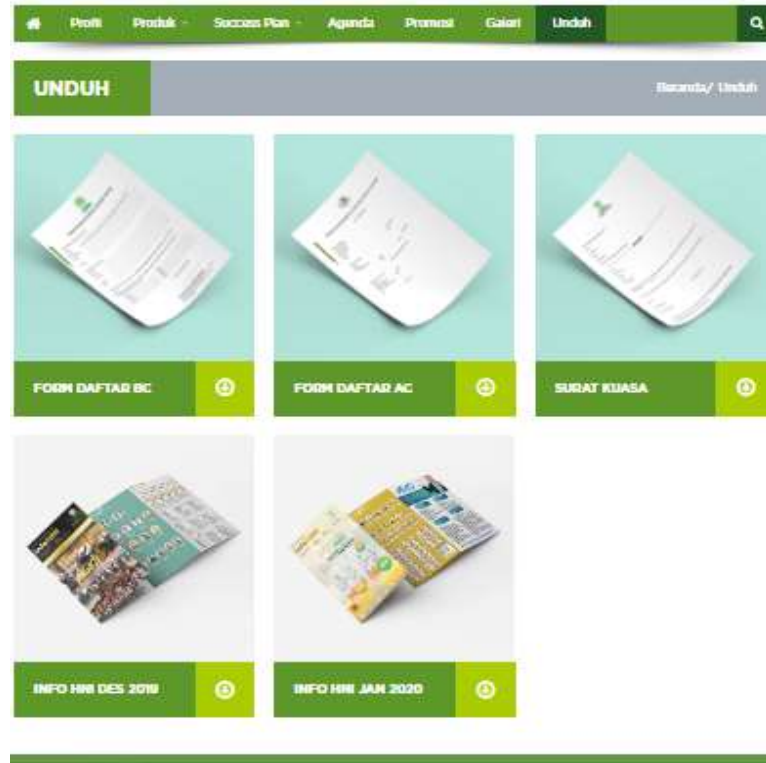 Profil Produk Success Plan Agenda Promosi Galeri Unduh
UNDUH
Beranda/ Unduh
FORM DAFTAR BC
FORM DAFTAR AC
SURAT KUASA
INFO HNI DES 2019
INFO HNI JAN 2020